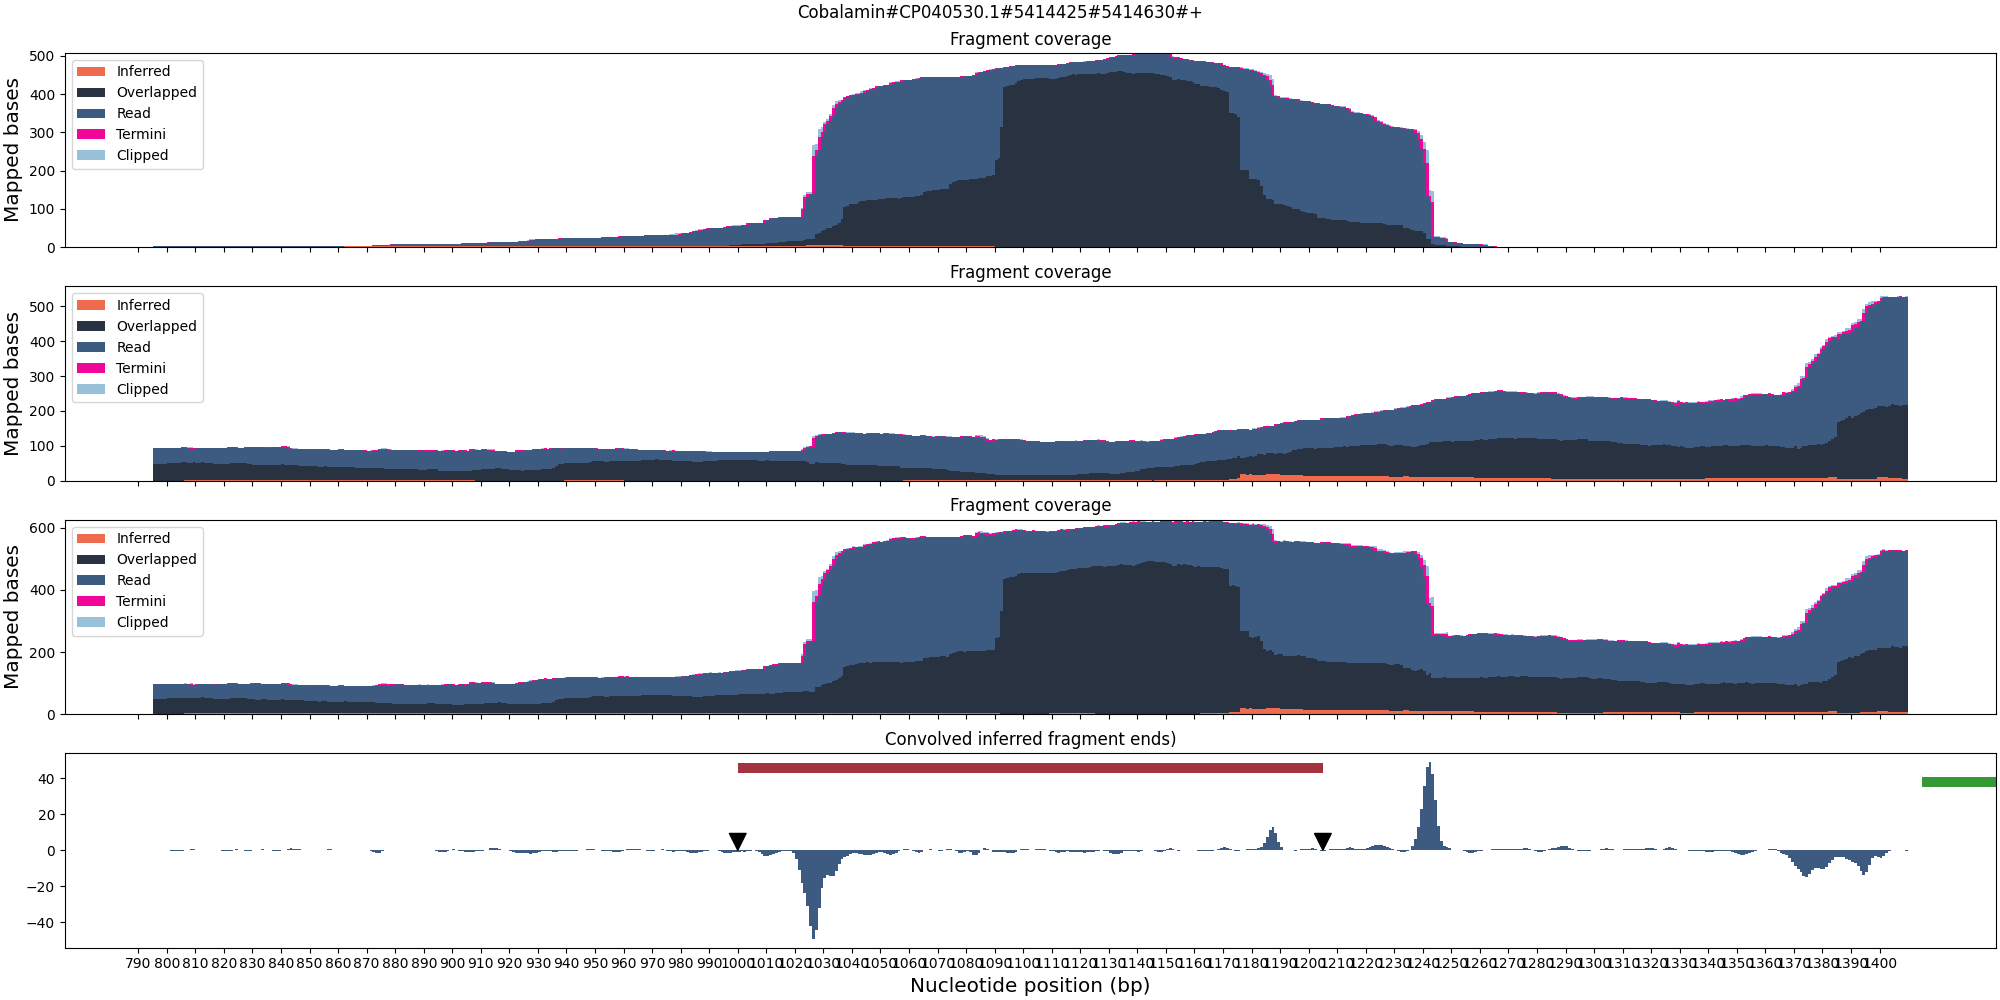 Cobalamin#CP040530.1#5414425#5414630#+
Fragment coverage
Mapped bases
500
400
300
200
100
0
Inferred
Overlapped
Read
Termini
Clipped
Fragment coverage
Mapped bases
500
400
300
200
100
0
Inferred
Overlapped
Read
Termini
Clipped
Fragment coverage
Mapped bases
600
400
200
0
Inferred
Overlapped
Read
Termini
Clipped
Convolved inferred fragment ends)
40
20
0
−20
−40
790 800 810 820 830 840 850 860 870 880 890 900 910 920 930 940 950 960 970 980 990 1000 1010 1020 1030 1040 1050 1060 1070 1080 1090 1100 1110 1120 1130 1140 1150 1160 1170 1180 1190 1200 1210 1220 1230 1240 1250 1260 1270 1280 1290 1300 1310 1320 1330 1340 1350 1360 1370 1380 1390 1400
Nucleotide position (bp)